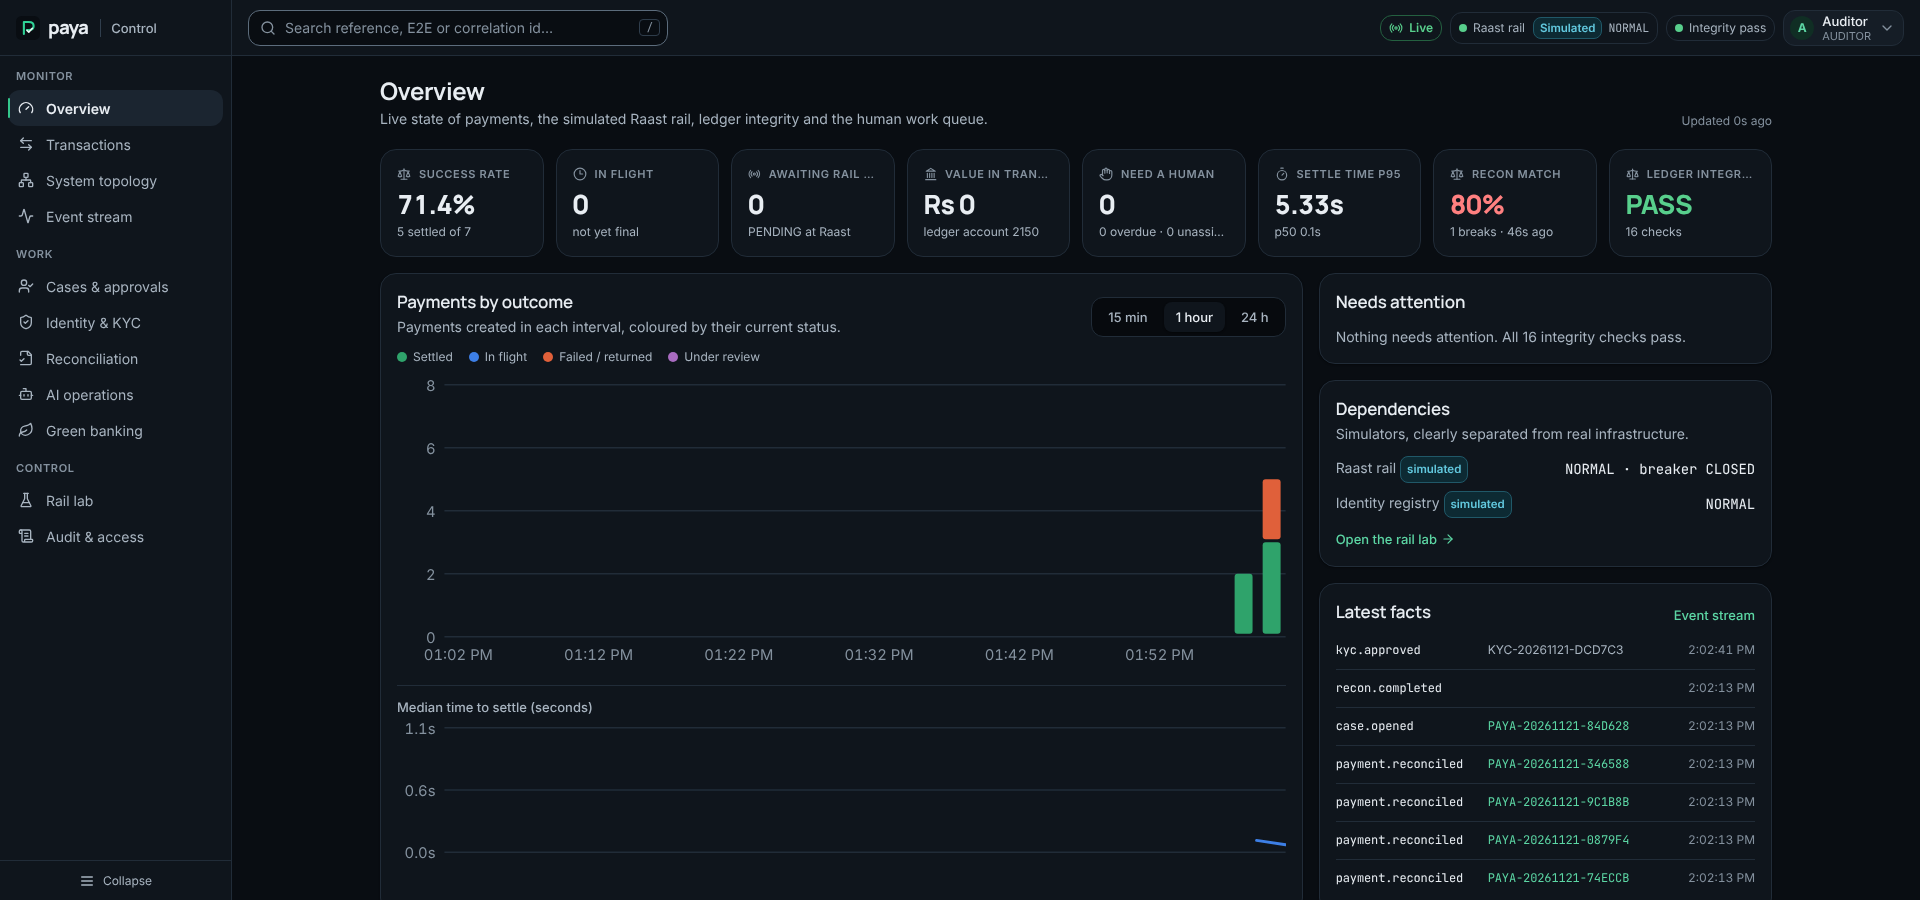 paya Control
Search reference, E2E or correlation id... /
Live
Raast rail Simulated NORMAL
Integrity pass
A Auditor
AUDITOR
MONITOR
Overview
Transactions
System topology
Event stream
WORK
Cases & approvals
Identity & KYC
Reconciliation
AI operations
Green banking
CONTROL
Rail lab
Audit & access
Collapse
Overview
Live state of payments, the simulated Raast rail, ledger integrity and the human work queue.
Updated 0s ago
SUCCESS RATE
71.4%
5 settled of 7
IN FLIGHT
0
not yet final
AWAITING RAIL ...
0
PENDING at Raast
VALUE IN TRAN...
Rs 0
ledger account 2150
NEED A HUMAN
0
0 overdue · 0 unassi...
SETTLE TIME P95
5.33s
p50 0.1s
RECON MATCH
80%
1 breaks · 46s ago
LEDGER INTEGR...
PASS
16 checks
Payments by outcome
Payments created in each interval, coloured by their current status.
15 min 1 hour 24 h
Settled In flight Failed / returned Under review
8
6
4
2
0
01:02 PM 01:12 PM 01:22 PM 01:32 PM 01:42 PM 01:52 PM
Median time to settle (seconds)
1.1s
0.6s
0.0s
Needs attention
Nothing needs attention. All 16 integrity checks pass.
Dependencies
Simulators, clearly separated from real infrastructure.
Raast rail simulated NORMAL · breaker CLOSED
Identity registry simulated NORMAL
Open the rail lab →
Latest facts Event stream
kyc.approved KYC-20261121-DCD7C3 2:02:41 PM
recon.completed 2:02:13 PM
case.opened PAYA-20261121-84D628 2:02:13 PM
payment.reconciled PAYA-20261121-346588 2:02:13 PM
payment.reconciled PAYA-20261121-9C1B8B 2:02:13 PM
payment.reconciled PAYA-20261121-0879F4 2:02:13 PM
payment.reconciled PAYA-20261121-74ECCB 2:02:13 PM